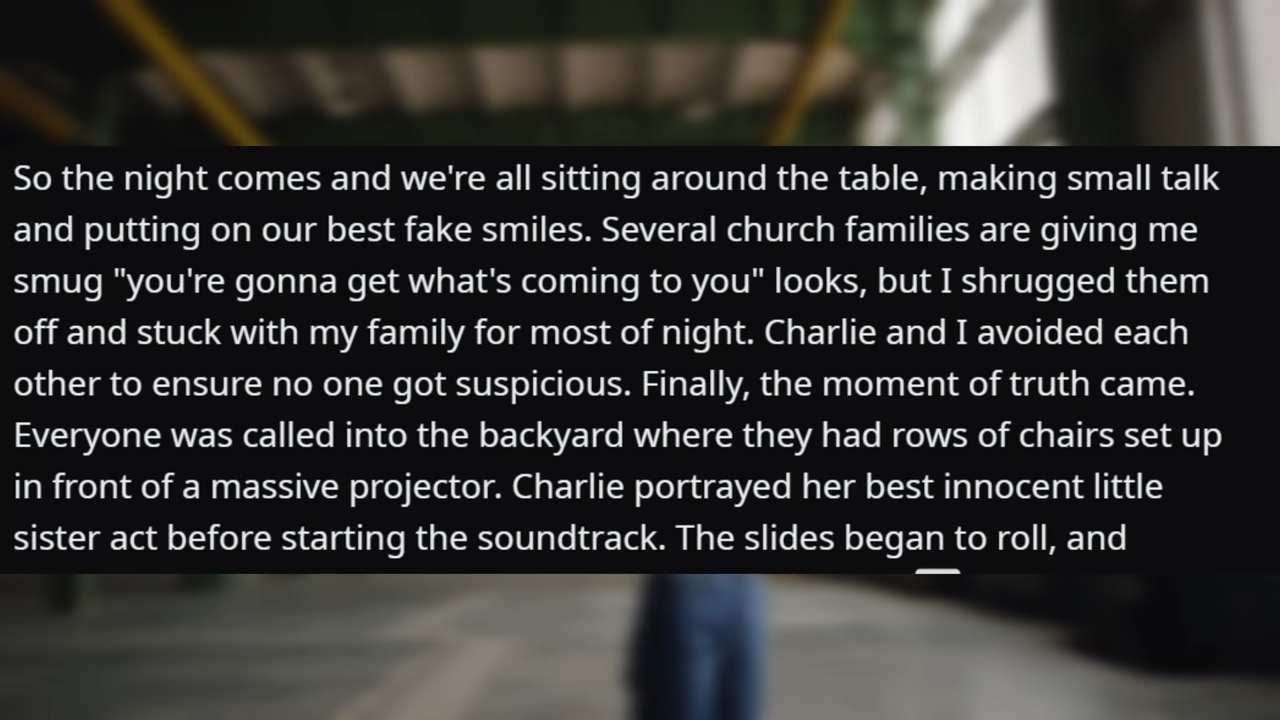 So the night comes and we're all sitting around the table, making small talk
and putting on our best fake smiles. Several church families are giving me
smug "you're gonna get what's coming to you" looks, but I shrugged them
off and stuck with my family for most of night. Charlie and I avoided each
other to ensure no one got suspicious. Finally, the moment of truth came.
Everyone was called into the backyard where they had rows of chairs set up
in front of a massive projector. Charlie portrayed her best innocent little
sister act before starting the soundtrack. The slides began to roll, and